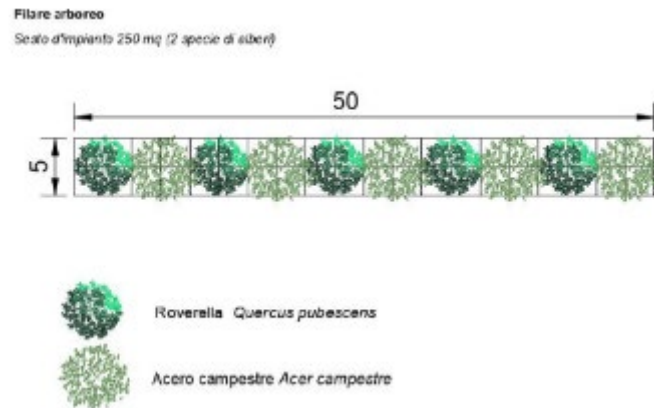 Filare arboreo
Sesto d'impianto 250 mq (2 specie di alberi)
50
5
Roverella Quercus pubescens
Acero campestre Acer campestre